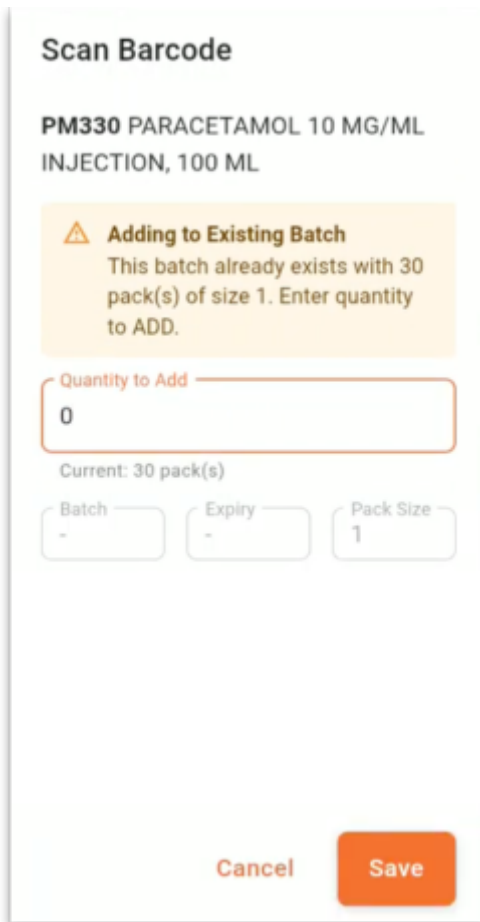 Scan Barcode
PM330 PARACETAMOL 10 MG/ML
INJECTION, 100 ML
Adding to Existing Batch
This batch already exists with 30
pack(s) of size 1. Enter quantity
to ADD.
Quantity to Add
0
Current: 30 pack(s)
Batch Expiry Pack Size
- - 1
Cancel Save